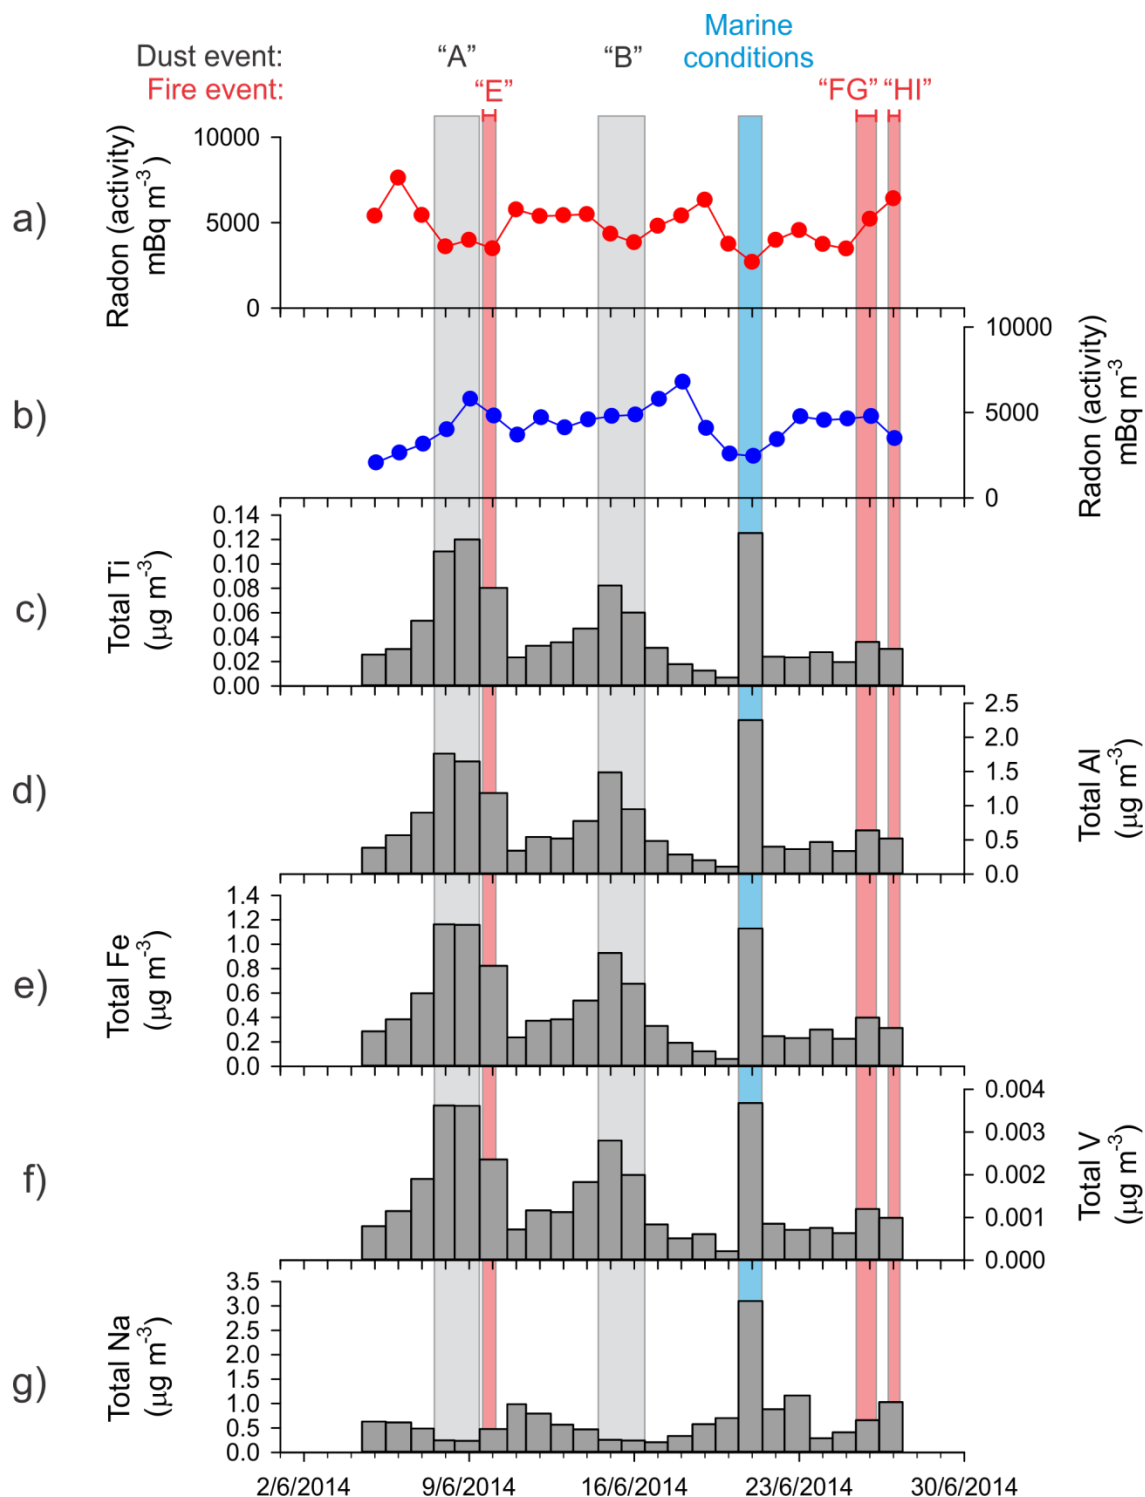 Marine
Dust event: "A" "B" conditions
Fire event: "E" "FG" "HI"
a)
Radon (activity)
mBq m-3
10000
5000
0
b)
10000
5000
0
Radon (activity)
mBq m-3
c)
Total Ti
(µg m-3)
0.14
0.12
0.10
0.08
0.06
0.04
0.02
0.00
d)
2.5
2.0
1.5
1.0
0.5
0.0
Total Al
(µg m-3)
e)
Total Fe
(µg m-3)
1.4
1.2
1.0
0.8
0.6
0.4
0.2
0.0
f)
0.004
0.003
0.002
0.001
0.000
Total V
(µg m-3)
g)
Total Na
(µg m-3)
3.5
3.0
2.5
2.0
1.5
1.0
0.5
0.0
2/6/2014 9/6/2014 16/6/2014 23/6/2014 30/6/2014